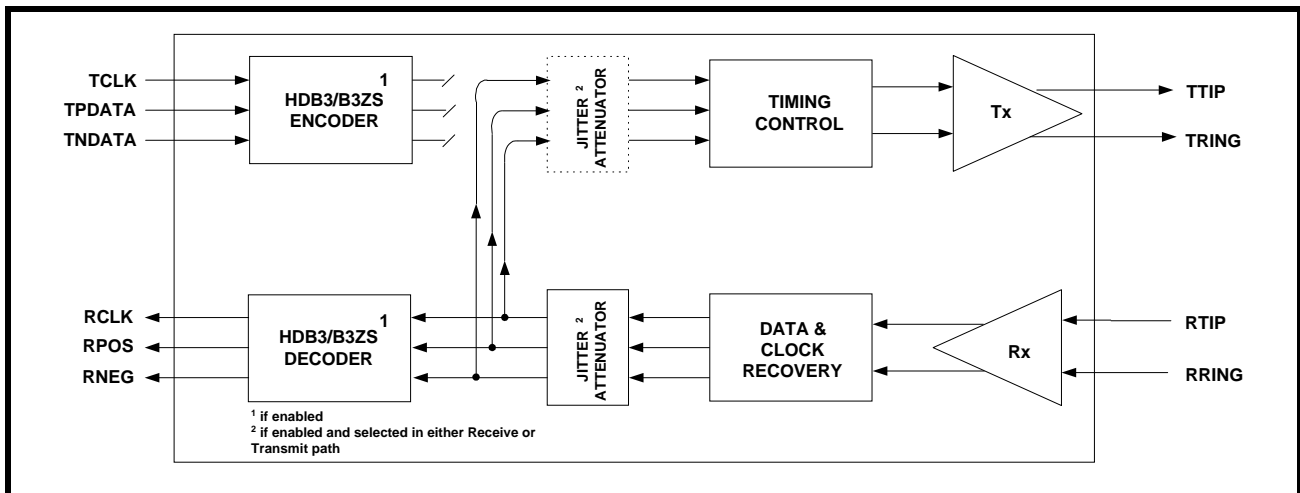 TCLK
TPDATA
TNDATA
HDB3/B3ZS 1
ENCODER
JITTER 2
ATTENUATOR
TIMING
CONTROL
Tx
TTIP
TRING
RCLK
RPOS
RNEG
HDB3/B3ZS 1
DECODER
JITTER 2
ATTENUATOR
DATA &
CLOCK
RECOVERY
Rx
RTIP
RRING
1 if enabled
2 if enabled and selected in either Receive or
Transmit path